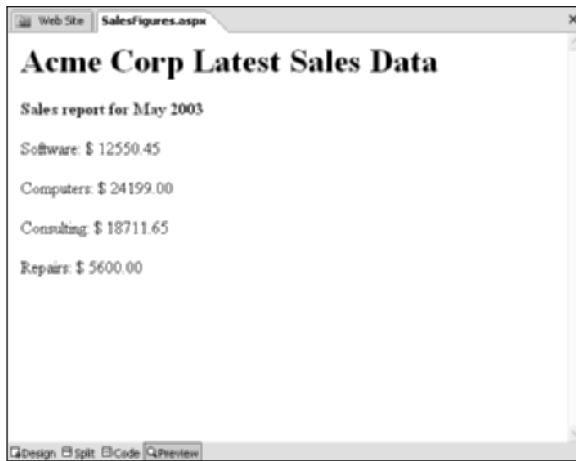 Web Site SalesFigures.aspx
Acme Corp Latest Sales Data
Sales report for May 2003
Software: $ 12550.45
Computers: $ 24199.00
Consulting: $ 18711.65
Repairs: $ 5600.00
Design Split Code Preview